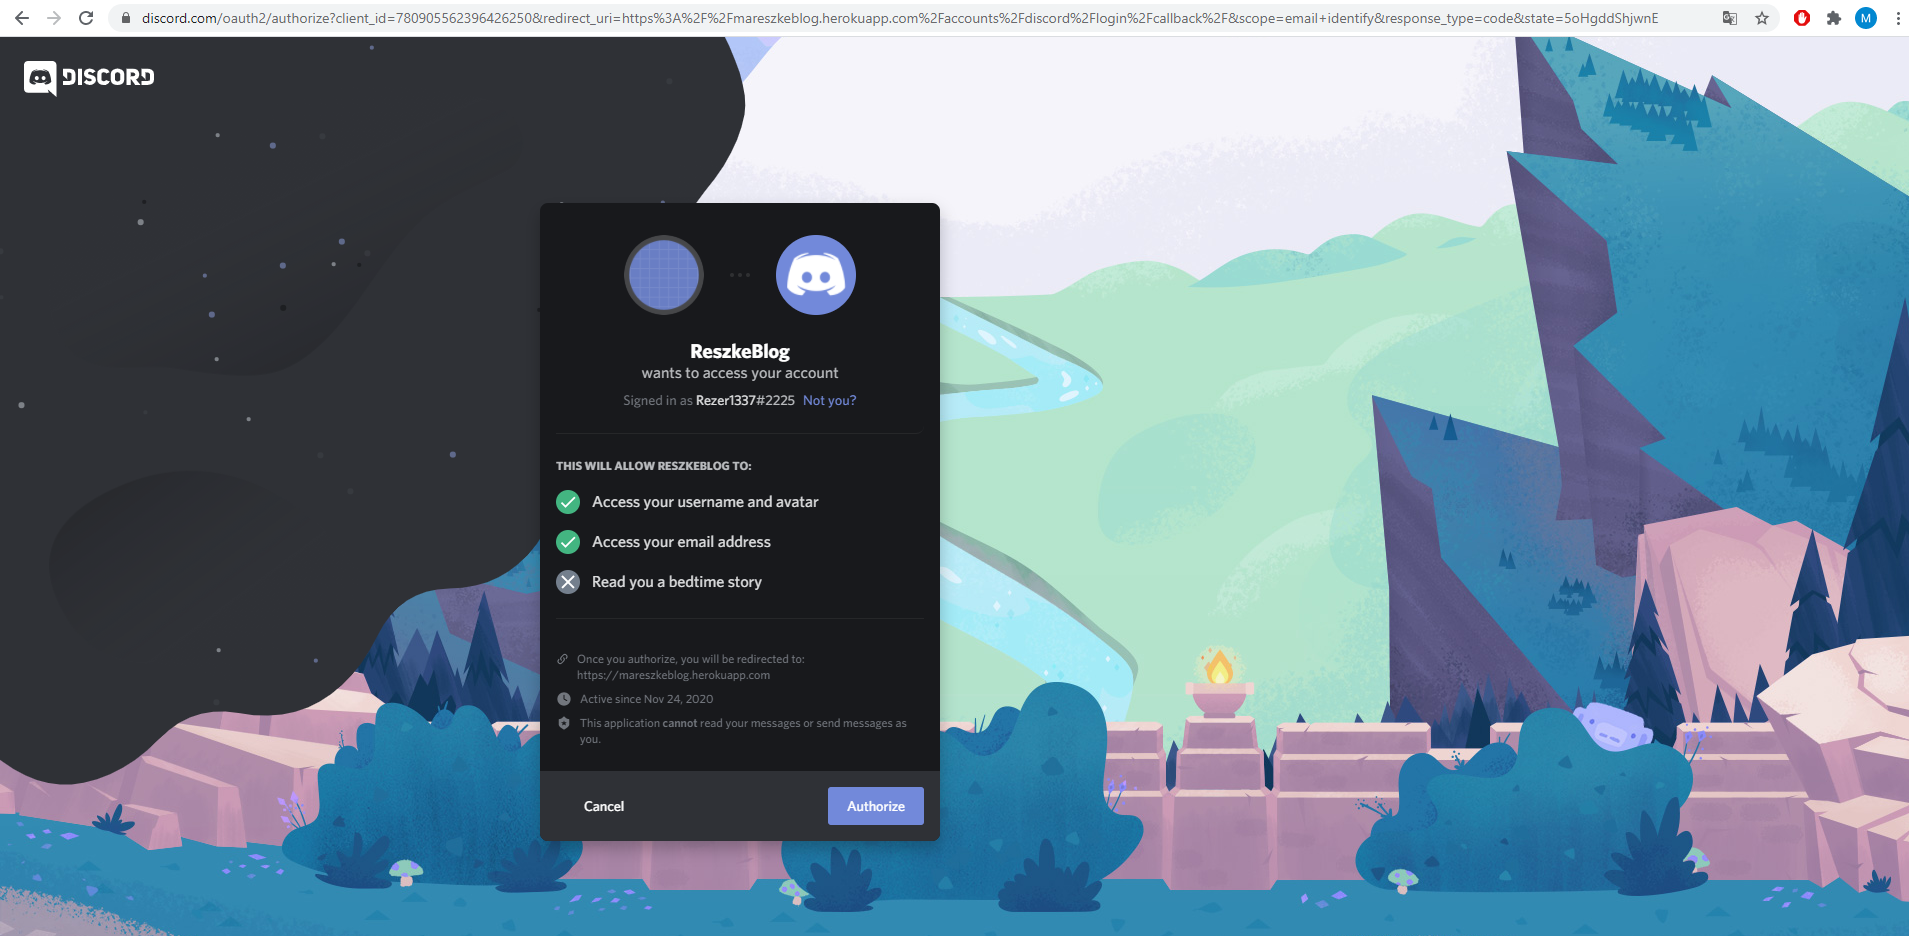 discord.com/oauth2/authorize?client_id=780905562396426250&redirect_uri=https%3A%2F%2Fmareszkeblog.herokuapp.com%2Faccounts%2Fdiscord%2Flogin%2Fcallback%2F&scope=email+identify&response_type=code&state=5oHgddShjwnE
M
DISCORD
ReszkeBlog
wants to access your account
Signed in as Rezer1337#2225 Not you?
THIS WILL ALLOW RESZKEBLOG TO:
Access your username and avatar
Access your email address
Read you a bedtime story
Once you authorize, you will be redirected to:
https://mareszkeblog.herokuapp.com
Active since Nov 24, 2020
This application cannot read your messages or send messages as
you.
Cancel
Authorize